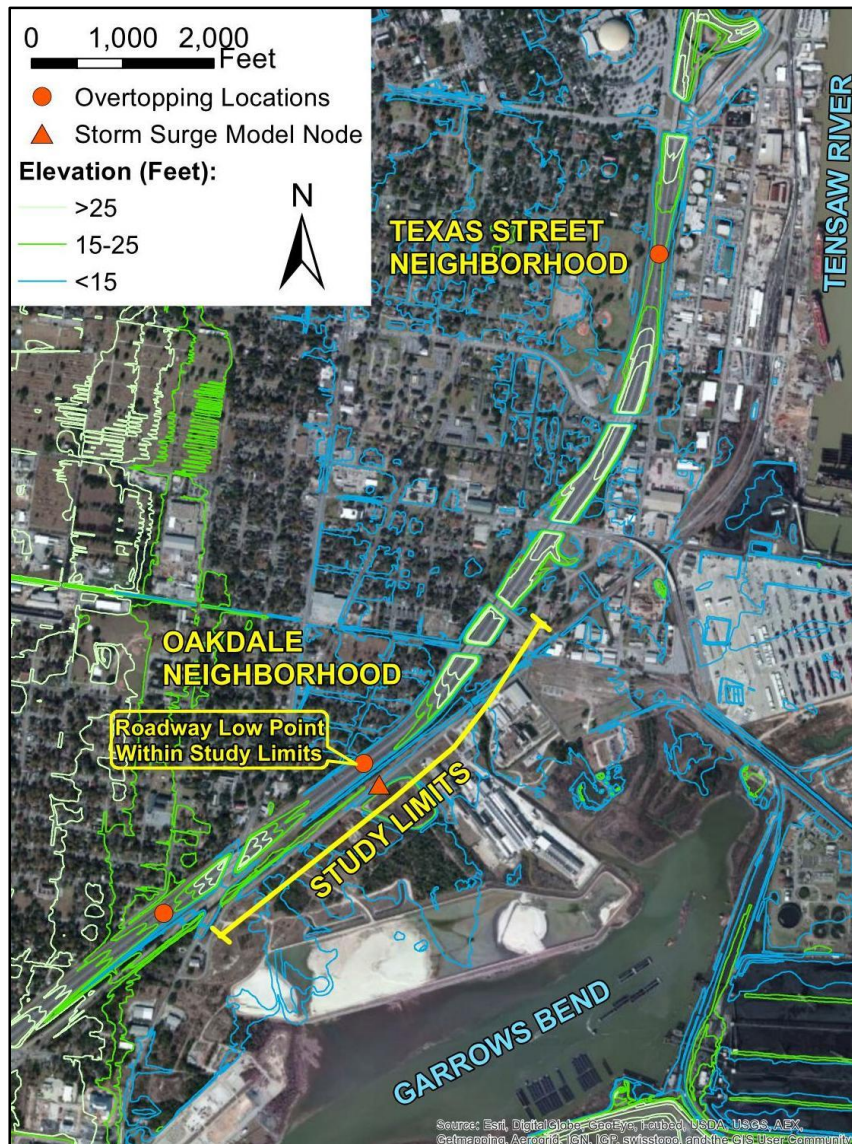 0 1,000 2,000
Feet
Overtopping Locations
Storm Surge Model Node
Elevation (Feet):
>25
15-25
<15
N
TENSAW RIVER
TEXAS STREET
NEIGHBORHOOD
OAKDALE
NEIGHBORHOOD
Roadway Low Point
Within Study Limits
STUDY LIMITS
GARROWS BEND
Source: Esri, DigitalGlobe, GeoEye, i-cubed, USDA, USGS, AEX,
Getmapping, Aerogrid, IGN, IGP, swisstopo, and the GIS User Community